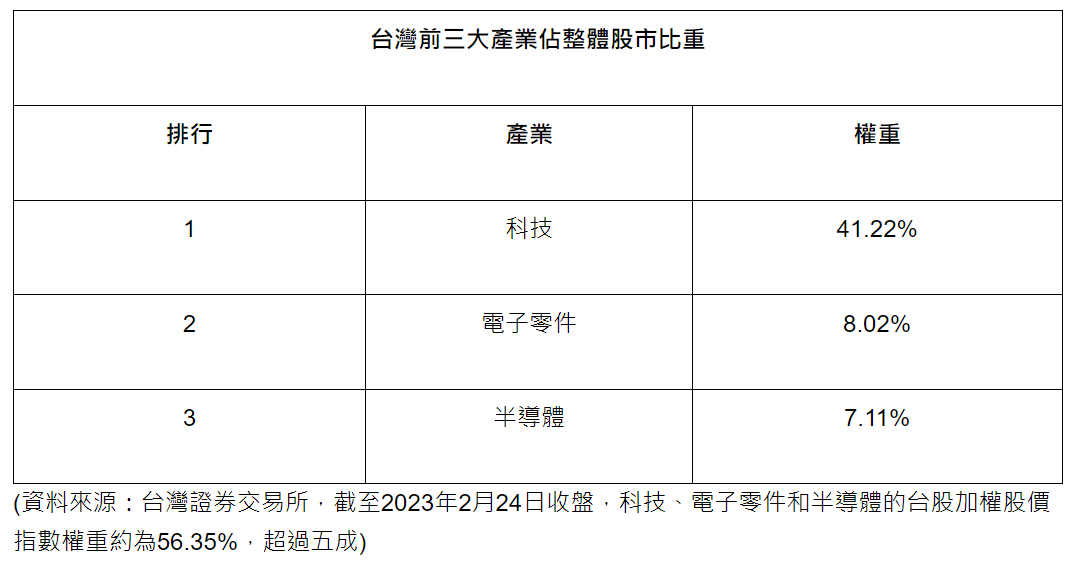 台灣前三大產業佔整體股市比重
排行 產業 權重
1 科技 41.22%
2 電子零件 8.02%
3 半導體 7.11%
(資料來源：台灣證券交易所，截至2023年2月24日收盤，科技、電子零件和半導體的台股加權股價
指數權重約為56.35%，超過五成)